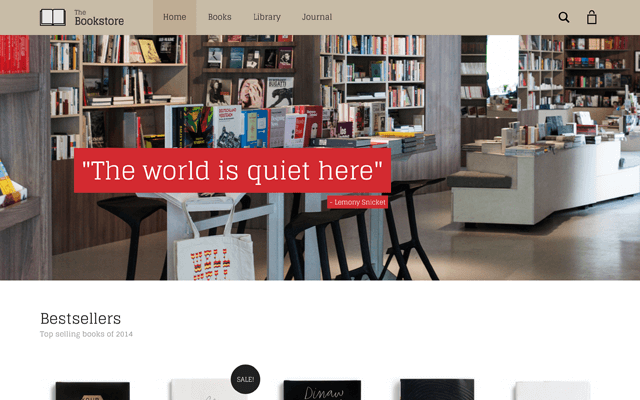 The
Bookstore
Home
Books
Library
Journal
"The world is quiet here"
– Lemony Snicket
Bestsellers
Top selling books of 2014
SALE!
Dinaw